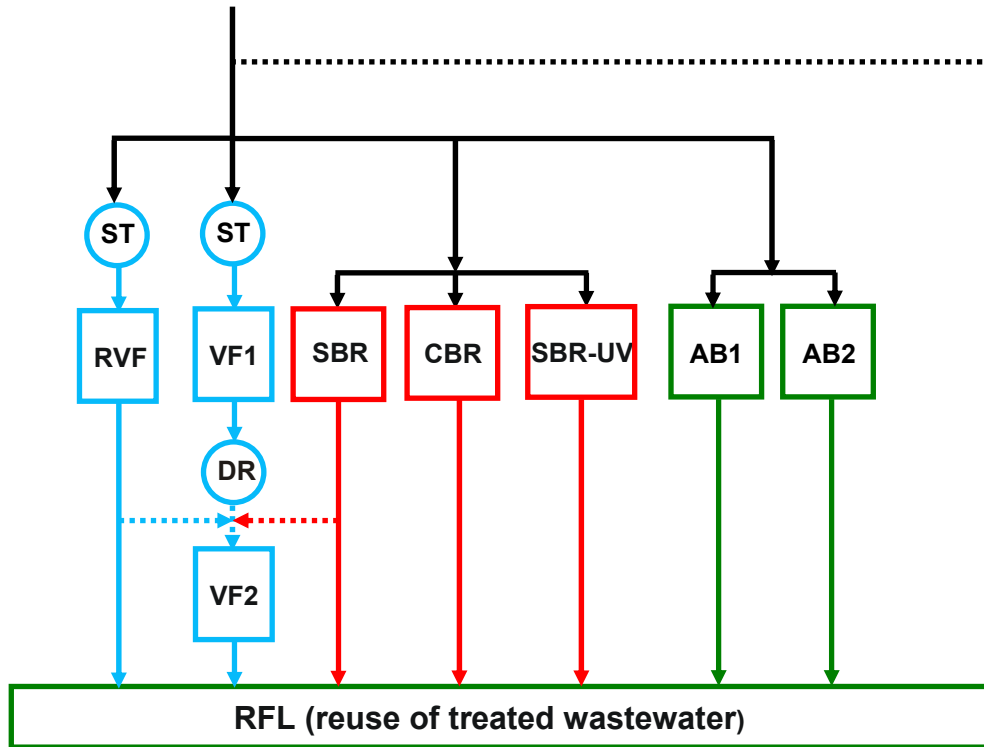 ST
ST
RVF
VF1
SBR
CBR
SBR-UV
AB1
AB2
DR
VF2
RFL (reuse of treated wastewater)